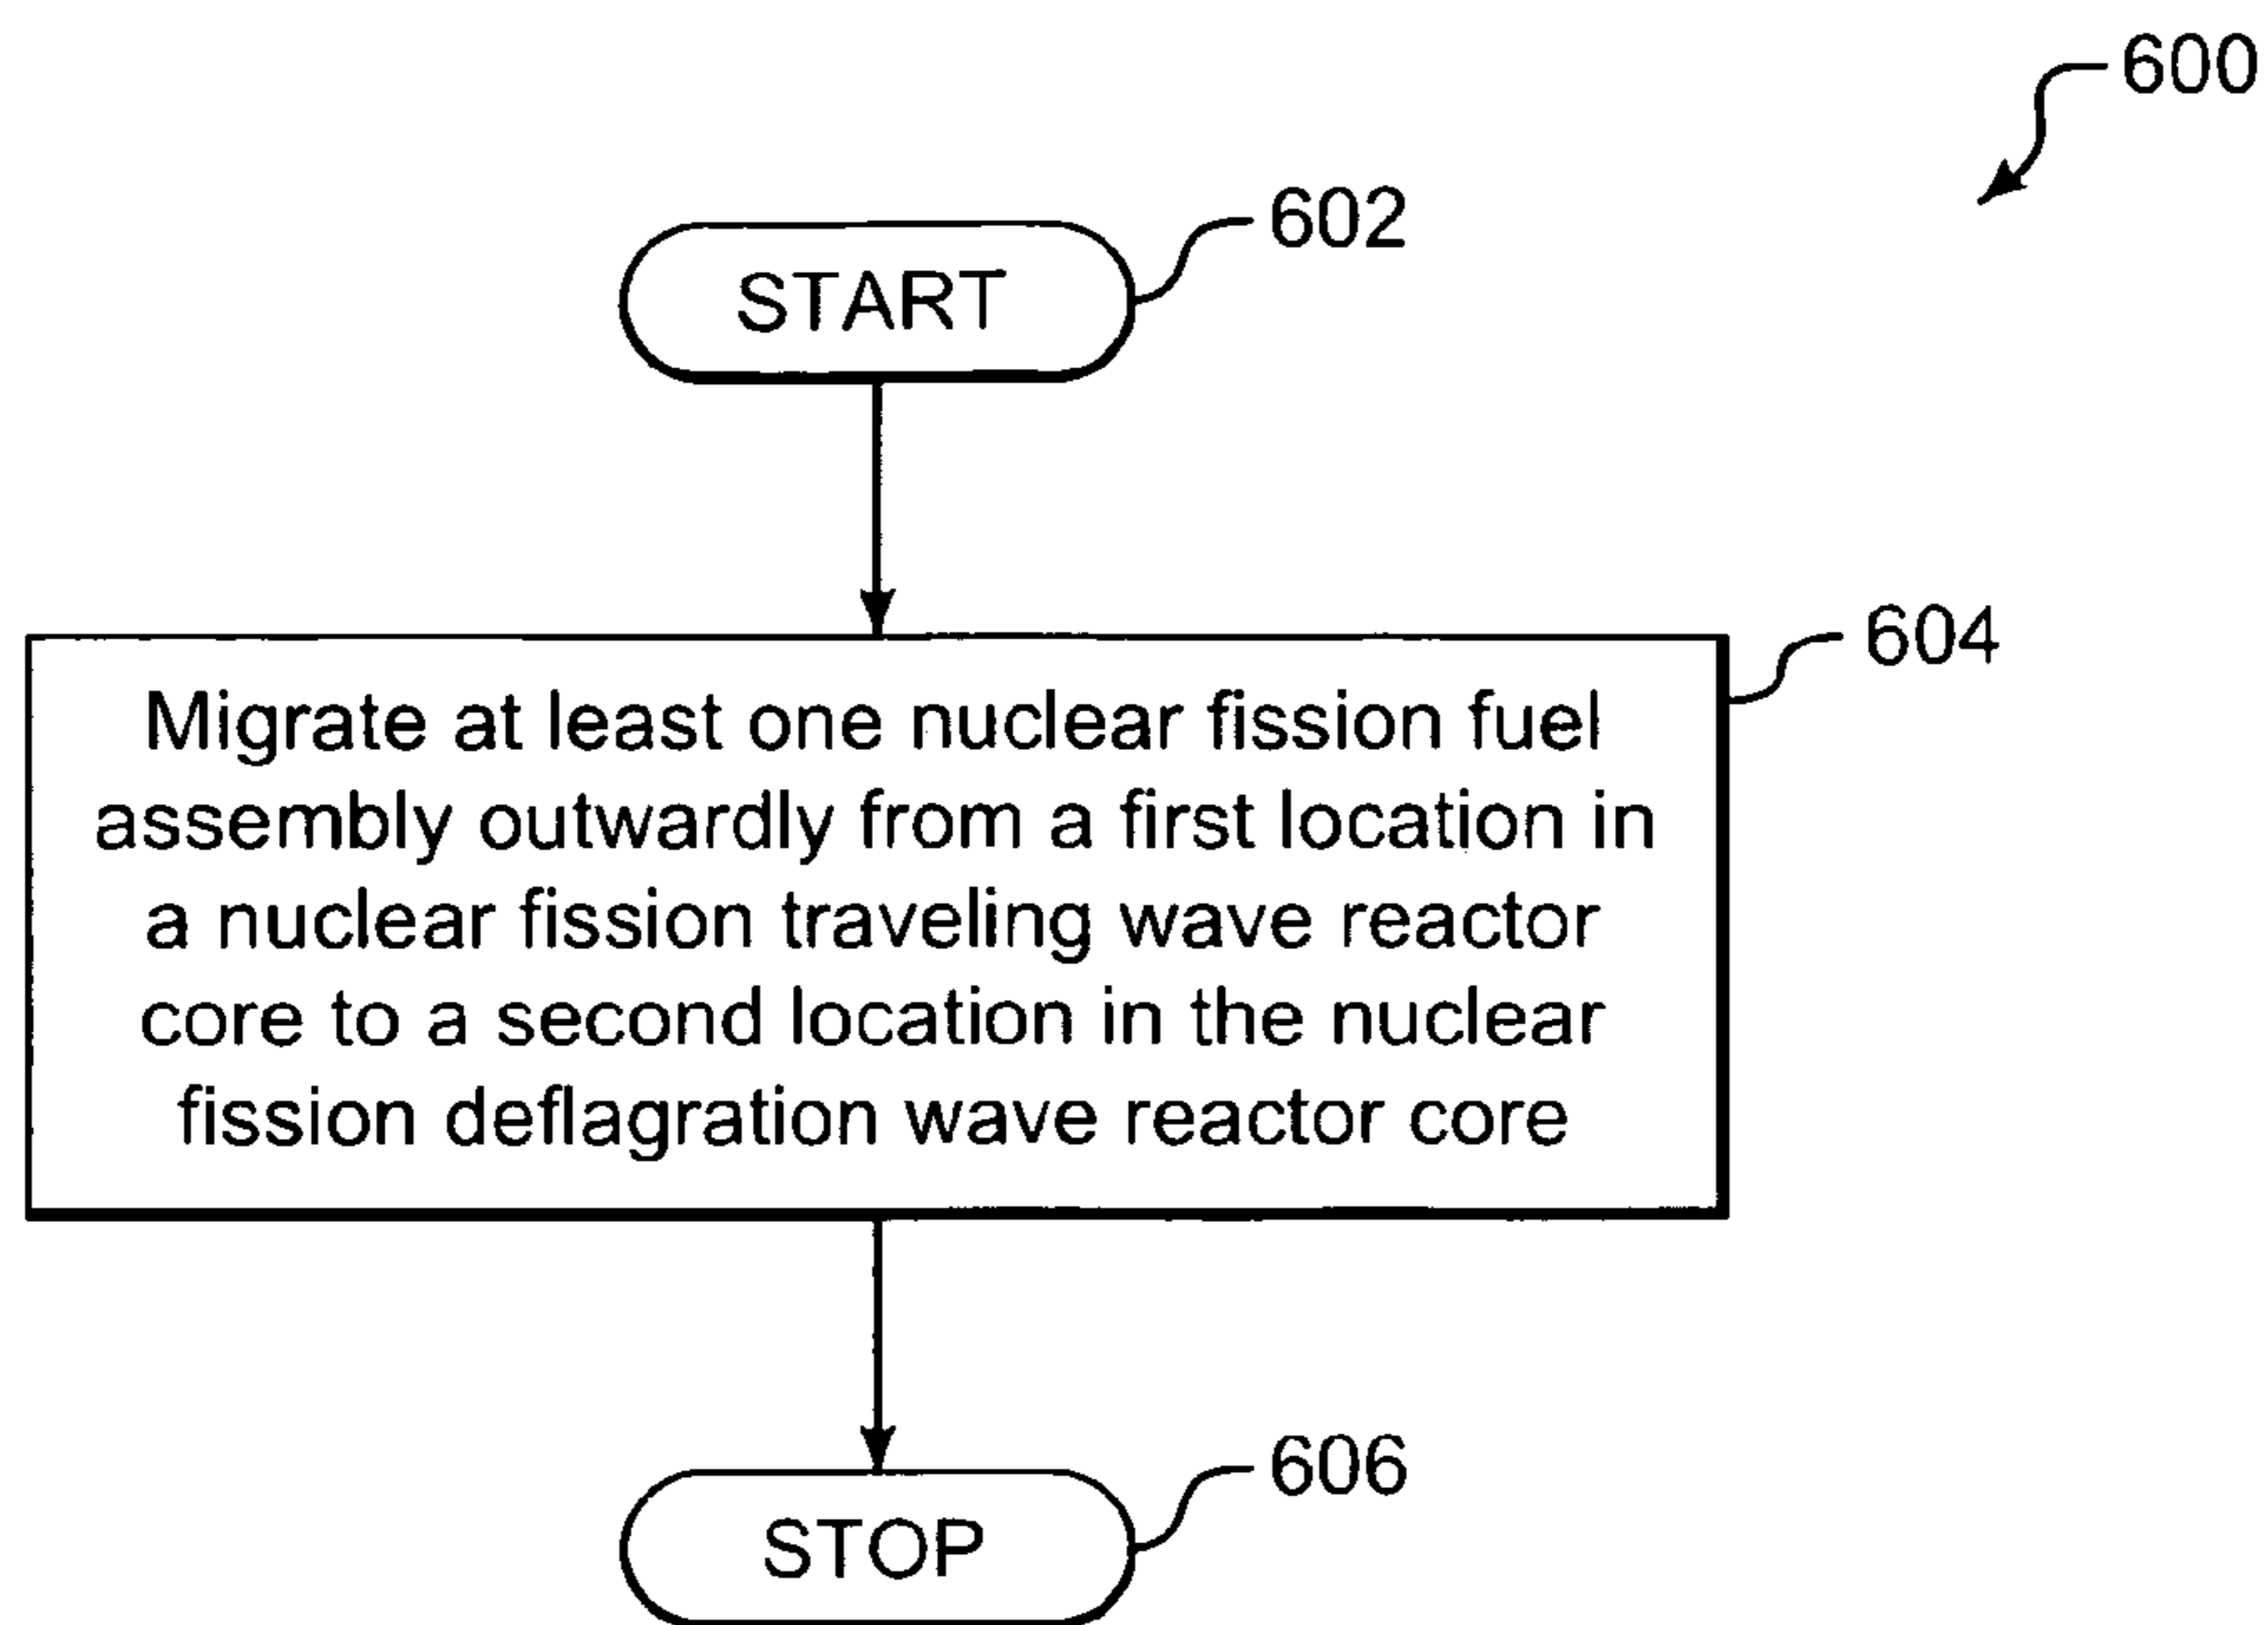 600
602
START
604
Migrate at least one nuclear fission fuel
assembly outwardly from a first location in
a nuclear fission traveling wave reactor
core to a second location in the nuclear
fission deflagration wave reactor core
606
STOP